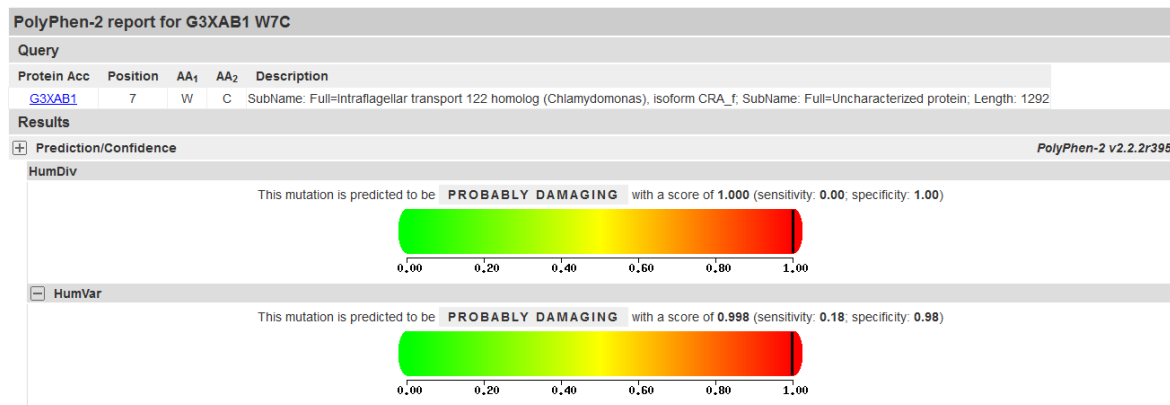 PolyPhen-2 report for G3XAB1 W7C
Query
Protein Acc Position AA1 AA2 Description
G3XAB1 7 W C SubName: Full=Intraflagellar transport 122 homolog (Chlamydomonas), isoform CRA_f; SubName: Full=Uncharacterized protein; Length: 1292
Results
+ Prediction/Confidence PolyPhen-2 v2.2.2r395
HumDiv
This mutation is predicted to be PROBABLY DAMAGING with a score of 1.000 (sensitivity: 0.00; specificity: 1.00)
0,00 0,20 0,40 0,60 0,80 1,00
− HumVar
This mutation is predicted to be PROBABLY DAMAGING with a score of 0.998 (sensitivity: 0.18; specificity: 0.98)
0,00 0,20 0,40 0,60 0,80 1,00